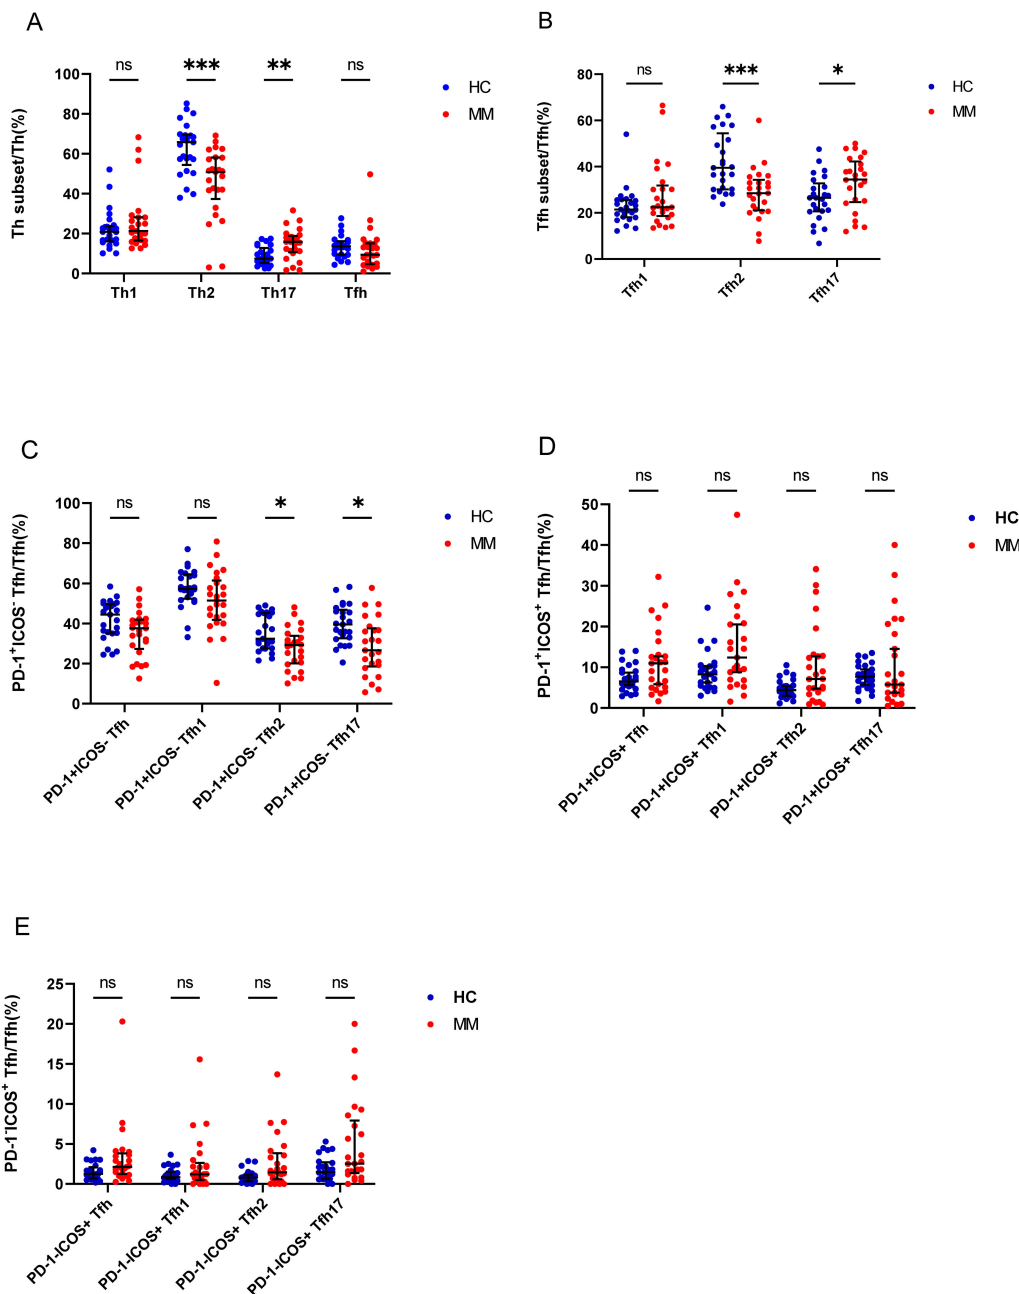 A
ns *** ** ns
Th subset/Th(%)
100
80
60
40
20
0
Th1 Th2 Th17 Tfh
HC
MM
B
ns *** *
Tfh subset/Tfh(%)
80
60
40
20
0
Tfh1 Tfh2 Tfh17
HC
MM
C
ns ns * *
PD-1⁺ICOS⁻ Tfh/Tfh(%)
100
80
60
40
20
0
PD-1+ICOS- Tfh
PD-1+ICOS- Tfh1
PD-1+ICOS- Tfh2
PD-1+ICOS- Tfh17
HC
MM
D
ns ns ns ns
PD-1⁺ICOS⁺ Tfh/Tfh(%)
50
40
30
20
10
0
PD-1+ICOS+ Tfh
PD-1+ICOS+ Tfh1
PD-1+ICOS+ Tfh2
PD-1+ICOS+ Tfh17
HC
MM
E
ns ns ns ns
PD-1⁻ICOS⁺ Tfh/Tfh(%)
25
20
15
10
5
0
PD-1-ICOS+ Tfh
PD-1-ICOS+ Tfh1
PD-1-ICOS+ Tfh2
PD-1-ICOS+ Tfh17
HC
MM